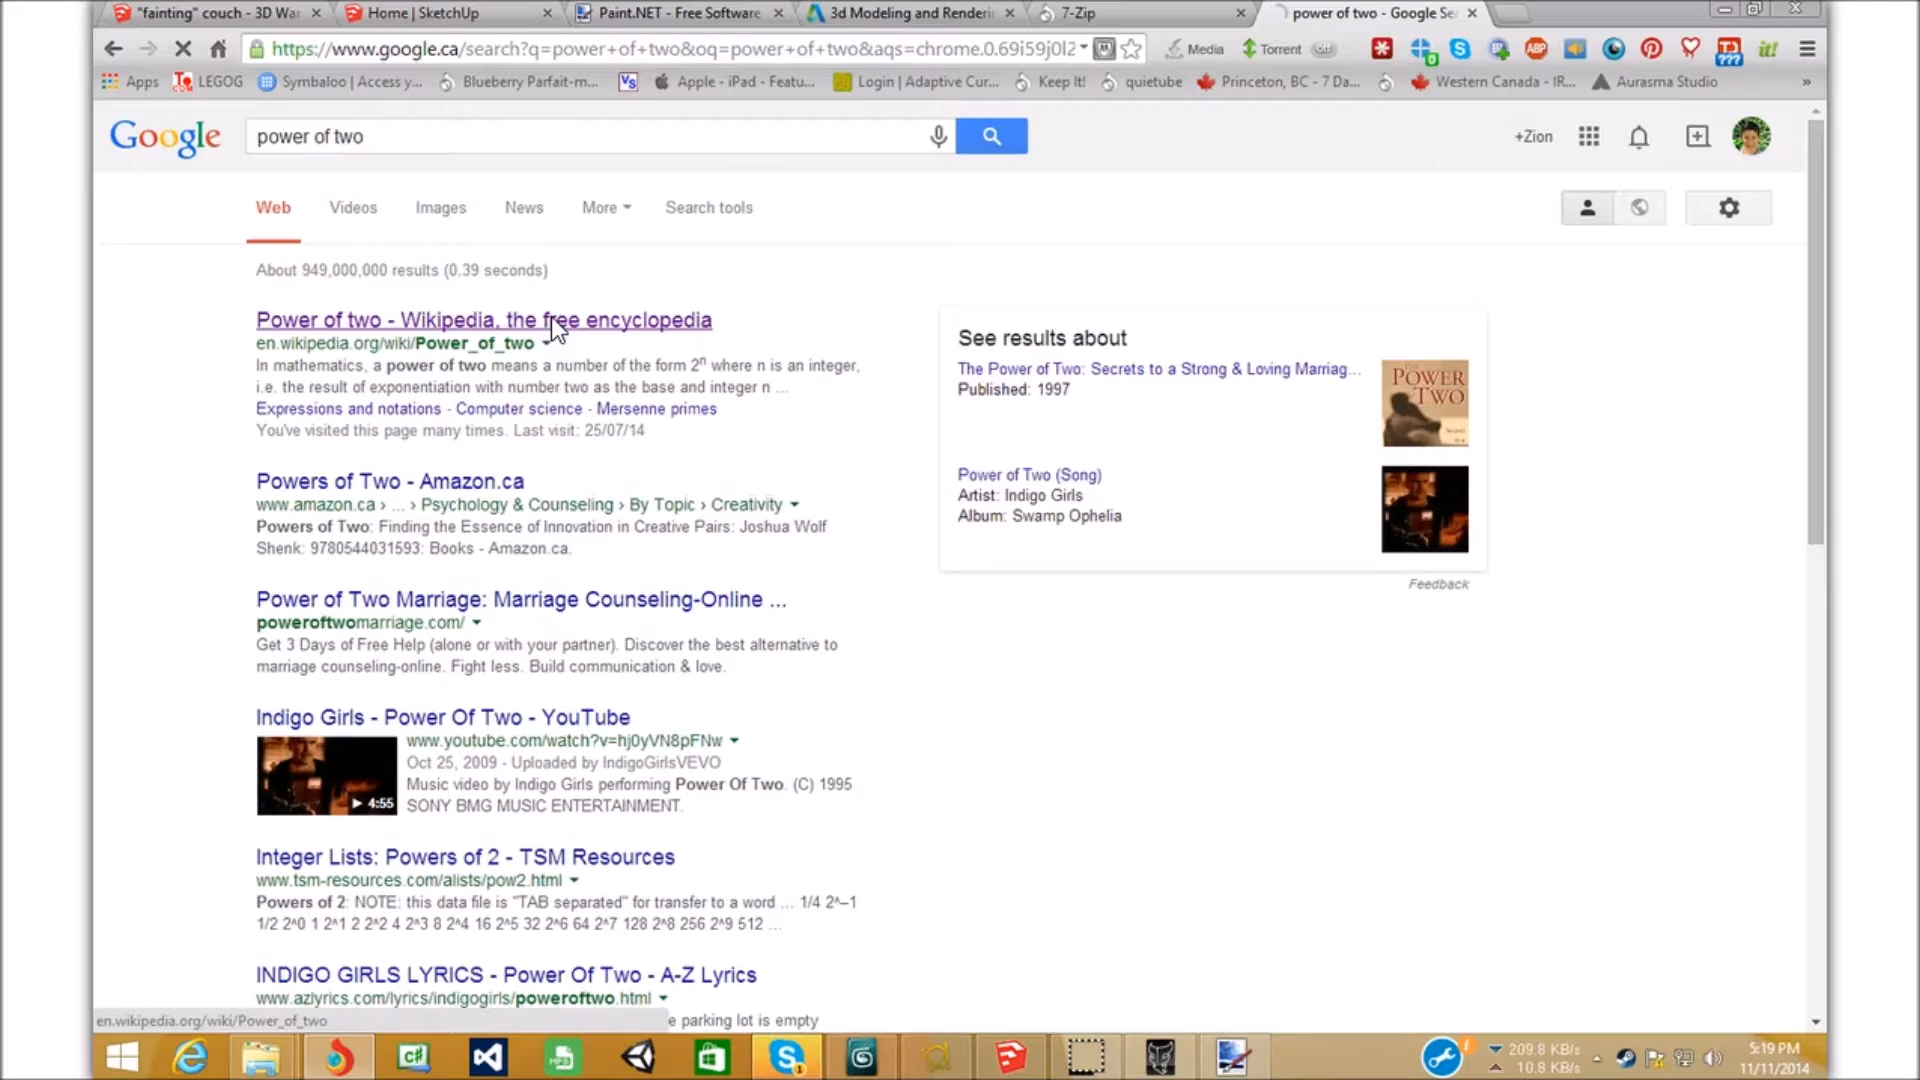 "fainting" couch - 3D War
Home | SketchUp
Paint.NET - Free Software
3d Modeling and Renderin
7-Zip
power of two - Google Se
https://www.google.ca/search?q=power+of+two&oq=power+of+two&aqs=chrome.0.69i59j0l2
Media
Torrent
ABP
it!
Apps
LEGOG
Symbaloo | Access y...
Blueberry Parfait-m...
VS
Apple - iPad - Featu...
Login | Adaptive Cur...
Keep It!
quietube
Princeton, BC - 7 Da...
Western Canada - IR...
Aurasma Studio
»
Google
power of two
+Zion
Web
Videos
Images
News
More
Search tools
About 949,000,000 results (0.39 seconds)
Power of two - Wikipedia, the free encyclopedia
en.wikipedia.org/wiki/Power_of_two
In mathematics, a power of two means a number of the form 2ⁿ where n is an integer,
i.e. the result of exponentiation with number two as the base and integer n ...
Expressions and notations - Computer science - Mersenne primes
You've visited this page many times. Last visit: 25/07/14
Powers of Two - Amazon.ca
www.amazon.ca › ... › Psychology & Counseling › By Topic › Creativity
Powers of Two: Finding the Essence of Innovation in Creative Pairs: Joshua Wolf
Shenk: 9780544031593: Books - Amazon.ca.
Power of Two Marriage: Marriage Counseling-Online ...
poweroftwomarriage.com/
Get 3 Days of Free Help (alone or with your partner). Discover the best alternative to
marriage counseling-online. Fight less. Build communication & love.
Indigo Girls - Power Of Two - YouTube
www.youtube.com/watch?v=hj0yVN8pFNw
Oct 25, 2009 - Uploaded by IndigoGirlsVEVO
Music video by Indigo Girls performing Power Of Two. (C) 1995
SONY BMG MUSIC ENTERTAINMENT.
4:55
Integer Lists: Powers of 2 - TSM Resources
www.tsm-resources.com/alists/pow2.html
Powers of 2: NOTE: this data file is "TAB separated" for transfer to a word ... 1/4 2^–1
1/2 2^0 1 2^1 2 2^2 4 2^3 8 2^4 16 2^5 32 2^6 64 2^7 128 2^8 256 2^9 512 ...
INDIGO GIRLS LYRICS - Power Of Two - A-Z Lyrics
www.azlyrics.com/lyrics/indigogirls/poweroftwo.html
e parking lot is empty
See results about
The Power of Two: Secrets to a Strong & Loving Marriag...
Published: 1997
POWER
TWO
Power of Two (Song)
Artist: Indigo Girls
Album: Swamp Ophelia
Feedback
en.wikipedia.org/wiki/Power_of_two
209.8 KB/s
10.8 KB/s
5:19 PM
11/11/2014